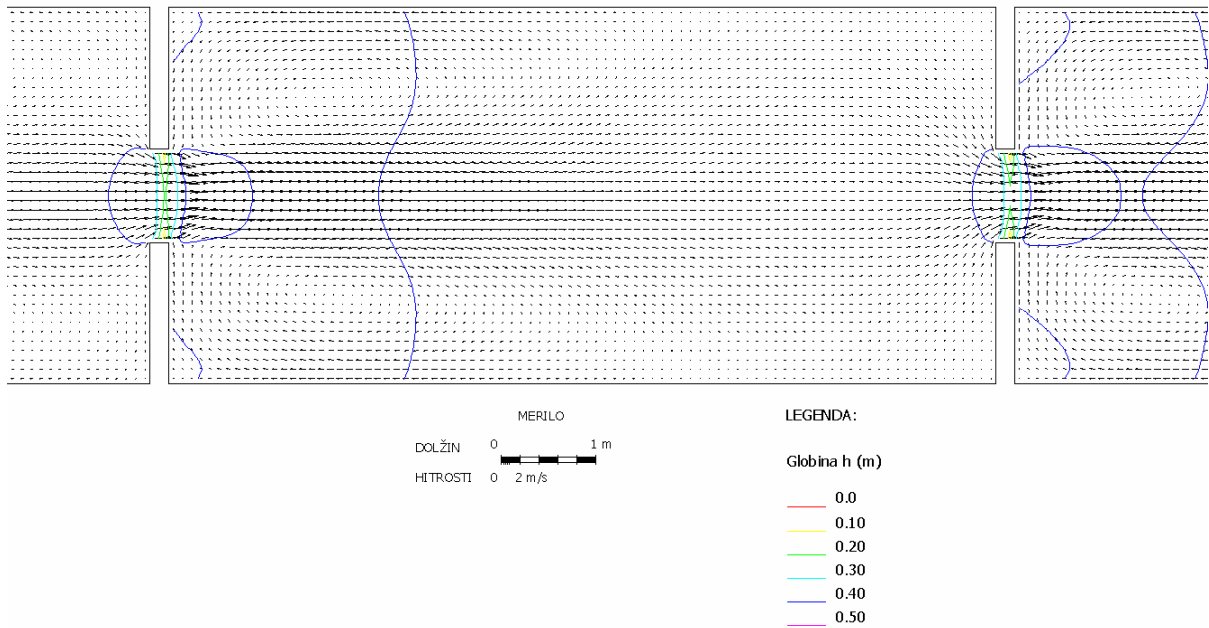 MERILO
DOLŽIN 0 1 m
HITROSTI 0 2 m/s
LEGENDA:
Globina h (m)
0.0
0.10
0.20
0.30
0.40
0.50